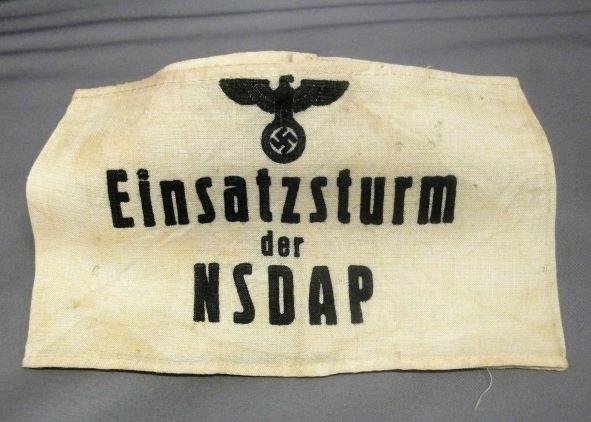 Einsatzsturm
der
NSDAP